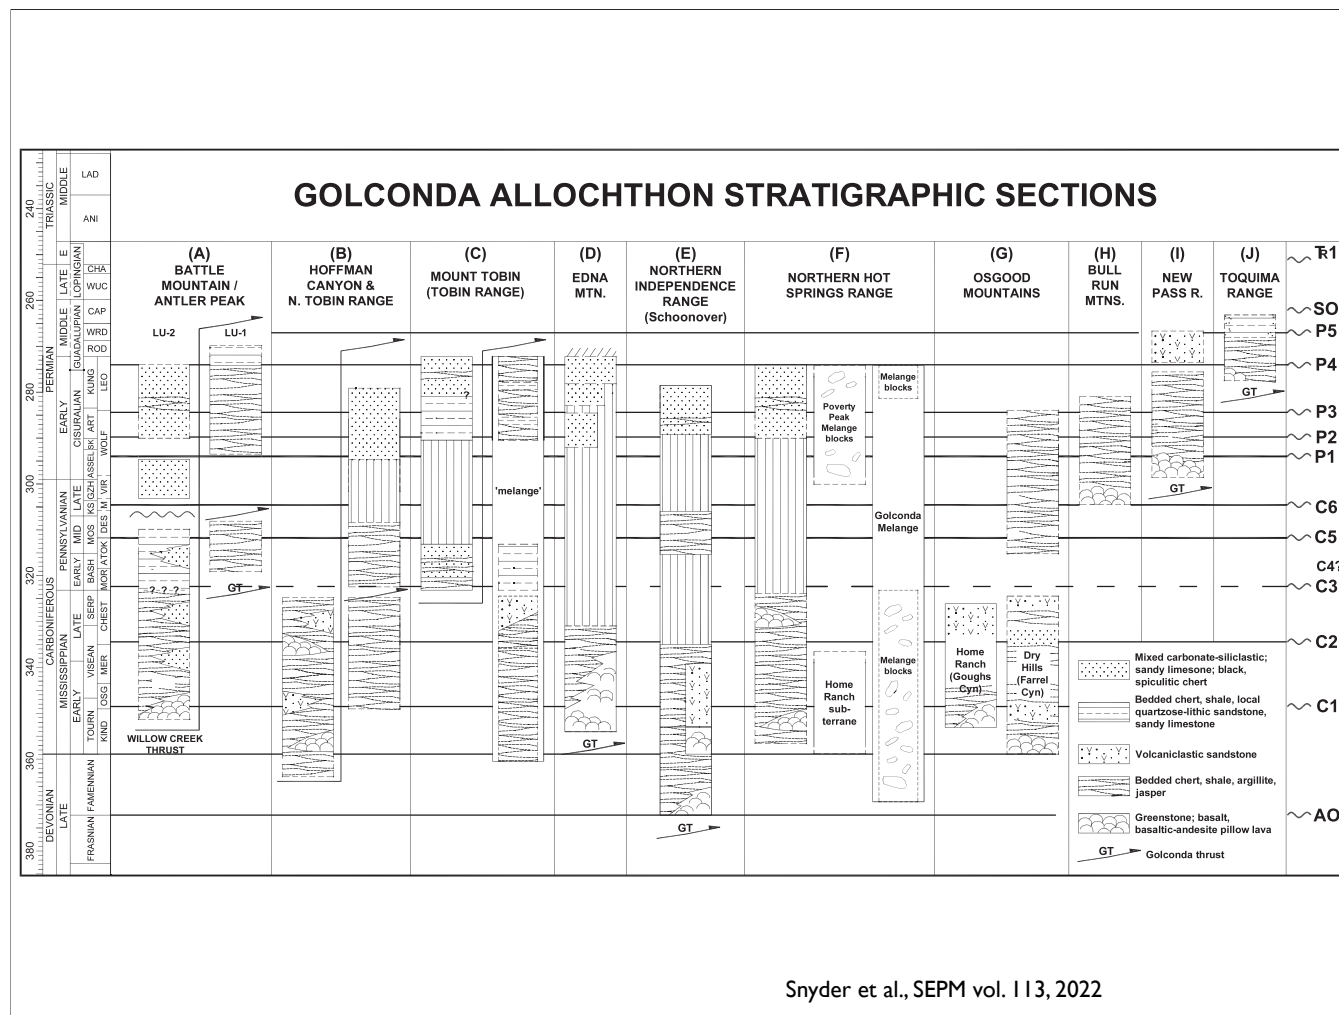 GOLCONDA ALLOCHTHON STRATIGRAPHIC SECTIONS
240
260
280
300
320
340
360
380
TRIASSIC
PERMIAN
CARBONIFEROUS
DEVONIAN
MIDDLE
E
LATE
MIDDLE
EARLY
PENNSYLVANIAN
MISSISSIPPIAN
LATE
LOPINGIAN
GUADALUPIAN
CISURALIAN
LATE
MID
EARLY
LATE
EARLY
LAD
ANI
CHA
WUC
CAP
WRD
ROD
KUNG
LEO
ART
SK
ASSEL
WOLF
GZH
VIR
KS
M
MOS
DES
BASH
ATOK
MOR
SERP
CHEST
VISEAN
MER
OSG
TOURN
KIND
FAMENNIAN
FRASNIAN
(A)
BATTLE
MOUNTAIN /
ANTLER PEAK
LU-2
LU-1
? ? ?
GT
WILLOW CREEK
THRUST
(B)
HOFFMAN
CANYON &
N. TOBIN RANGE
(C)
MOUNT TOBIN
(TOBIN RANGE)
?
'melange'
(D)
EDNA
MTN.
GT
(E)
NORTHERN
INDEPENDENCE
RANGE
(Schoonover)
GT
(F)
NORTHERN HOT
SPRINGS RANGE
Poverty
Peak
Melange
blocks
Melange
blocks
Golconda
Melange
Melange
blocks
Home
Ranch
sub-
terrane
(G)
OSGOOD
MOUNTAINS
Home
Ranch
(Goughs
Cyn)
Dry
Hills
(Farrel
Cyn)
(H)
BULL
RUN
MTNS.
(I)
NEW
PASS R.
GT
(J)
TOQUIMA
RANGE
GT
TR1
SO
P5
P4
P3
P2
P1
C6
C5
C4?
C3
C2
C1
AO
Mixed carbonate-siliclastic;
sandy limesone; black,
spiculitic chert
Bedded chert, shale, local
quartzose-lithic sandstone,
sandy limestone
Volcaniclastic sandstone
Bedded chert, shale, argillite,
jasper
Greenstone; basalt,
basaltic-andesite pillow lava
GT
Golconda thrust
Snyder et al., SEPM vol. 113, 2022